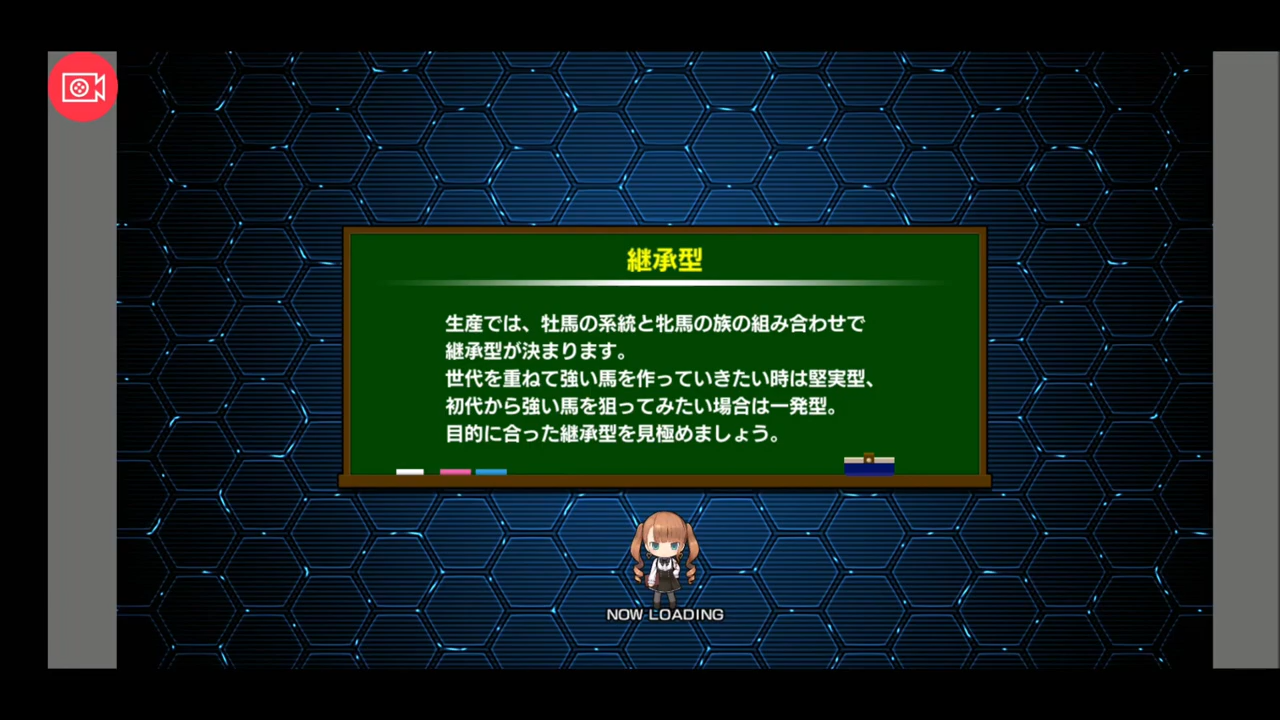 継承型
生産では、牡馬の系統と牝馬の族の組み合わせで
継承型が決まります。
世代を重ねて強い馬を作っていきたい時は堅実型、
初代から強い馬を狙ってみたい場合は一発型。
目的に合った継承型を見極めましょう。
NOW LOADING